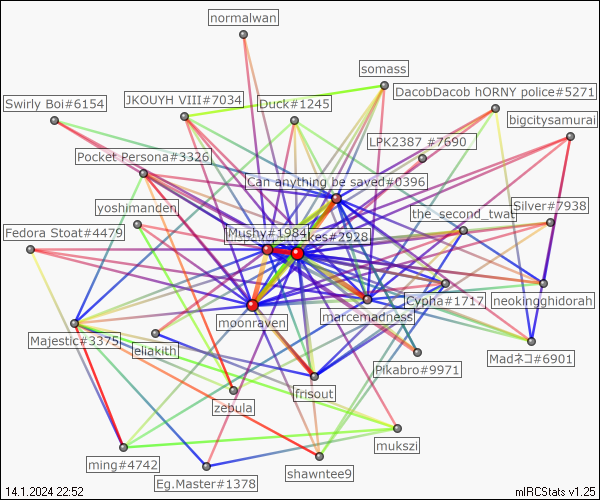 normalwan
somass
DacobDacob hORNY police#5271
Swirly Boi#6154
JKOUYH VIII#7034
Duck#1245
bigcitysamurai
LPK2387_#7690
Pocket Persona#3326
Can anything be saved#0396
yoshimanden
Silver#7938
the_second_twat
Fedora Stoat#4479
Mushy#1984
kes#2928
Cypha#1717
neokingghidorah
moonraven
marcemadness
Majestic#3375
eliakith
Madネコ#6901
Pikabro#9971
frisout
zebula
mukszi
ming#4742
shawntee9
Eg.Master#1378
14.1.2024 22:52
mIRCStats v1.25